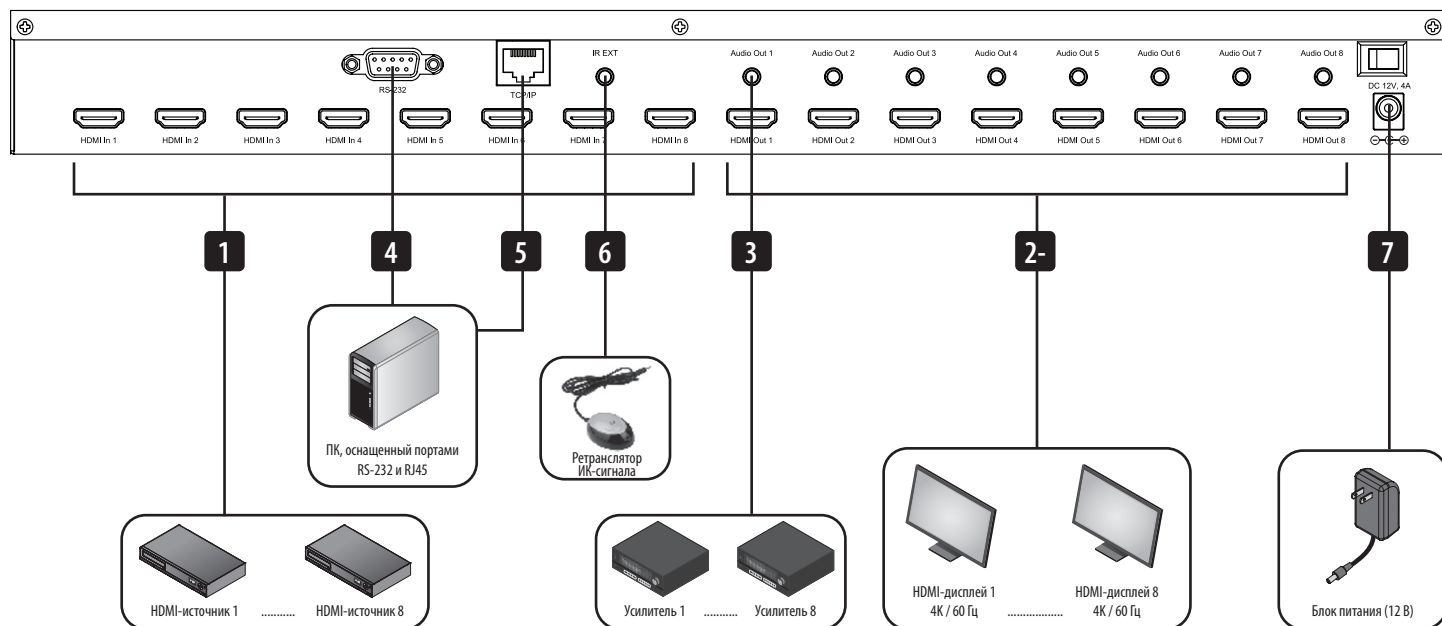 IR EXT
Audio Out 1
Audio Out 2
Audio Out 3
Audio Out 4
Audio Out 5
Audio Out 6
Audio Out 7
Audio Out 8
RS-232
TCP/IP
DC 12V, 4A
HDMI In 1
HDMI In 2
HDMI In 3
HDMI In 4
HDMI In 5
HDMI In 6
HDMI In 7
HDMI In 8
HDMI Out 1
HDMI Out 2
HDMI Out 3
HDMI Out 4
HDMI Out 5
HDMI Out 6
HDMI Out 7
HDMI Out 8
1
4
5
6
3
2-
7
ПК, оснащенный портами
RS-232 и RJ45
Ретранслятор
ИК-сигнала
HDMI-источник 1 ........... HDMI-источник 8
Усилитель 1 ........... Усилитель 8
HDMI-дисплей 1
4K / 60 Гц
....................
HDMI-дисплей 8
4K / 60 Гц
Блок питания (12 В)